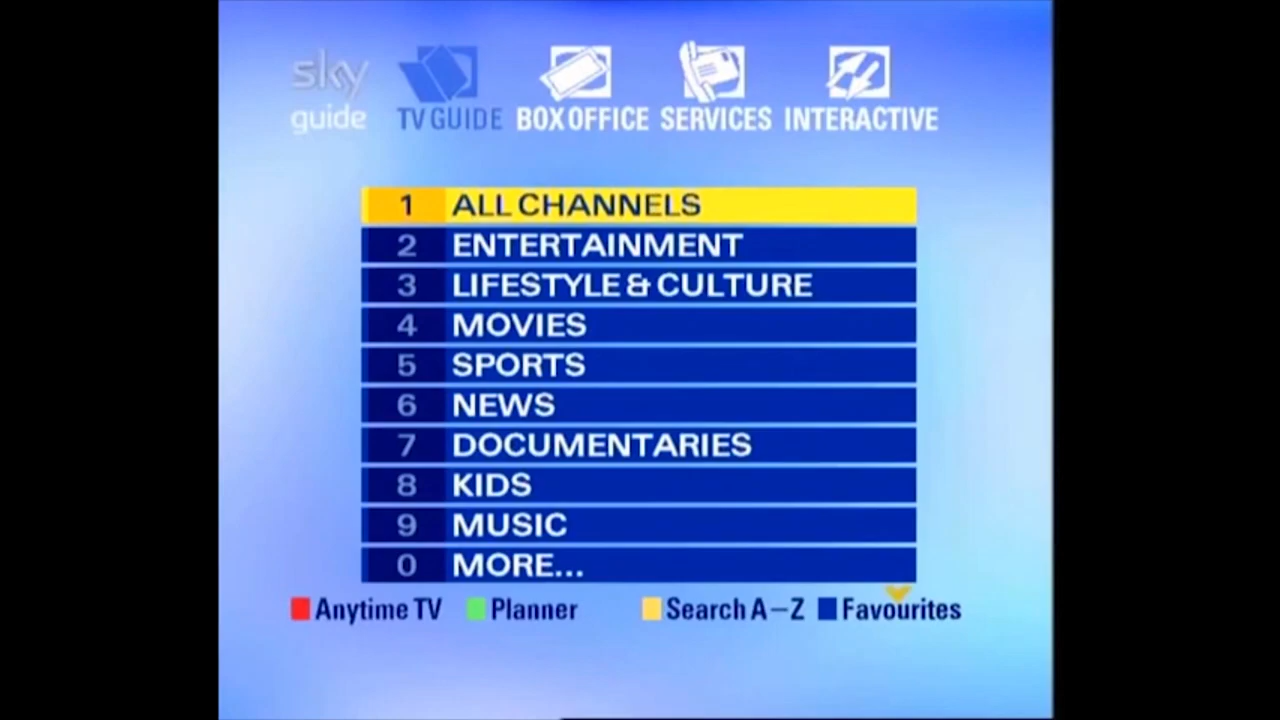 sky
guide
TV GUIDE
BOX OFFICE
SERVICES
INTERACTIVE
1 ALL CHANNELS
2 ENTERTAINMENT
3 LIFESTYLE & CULTURE
4 MOVIES
5 SPORTS
6 NEWS
7 DOCUMENTARIES
8 KIDS
9 MUSIC
0 MORE...
Anytime TV Planner Search A–Z Favourites